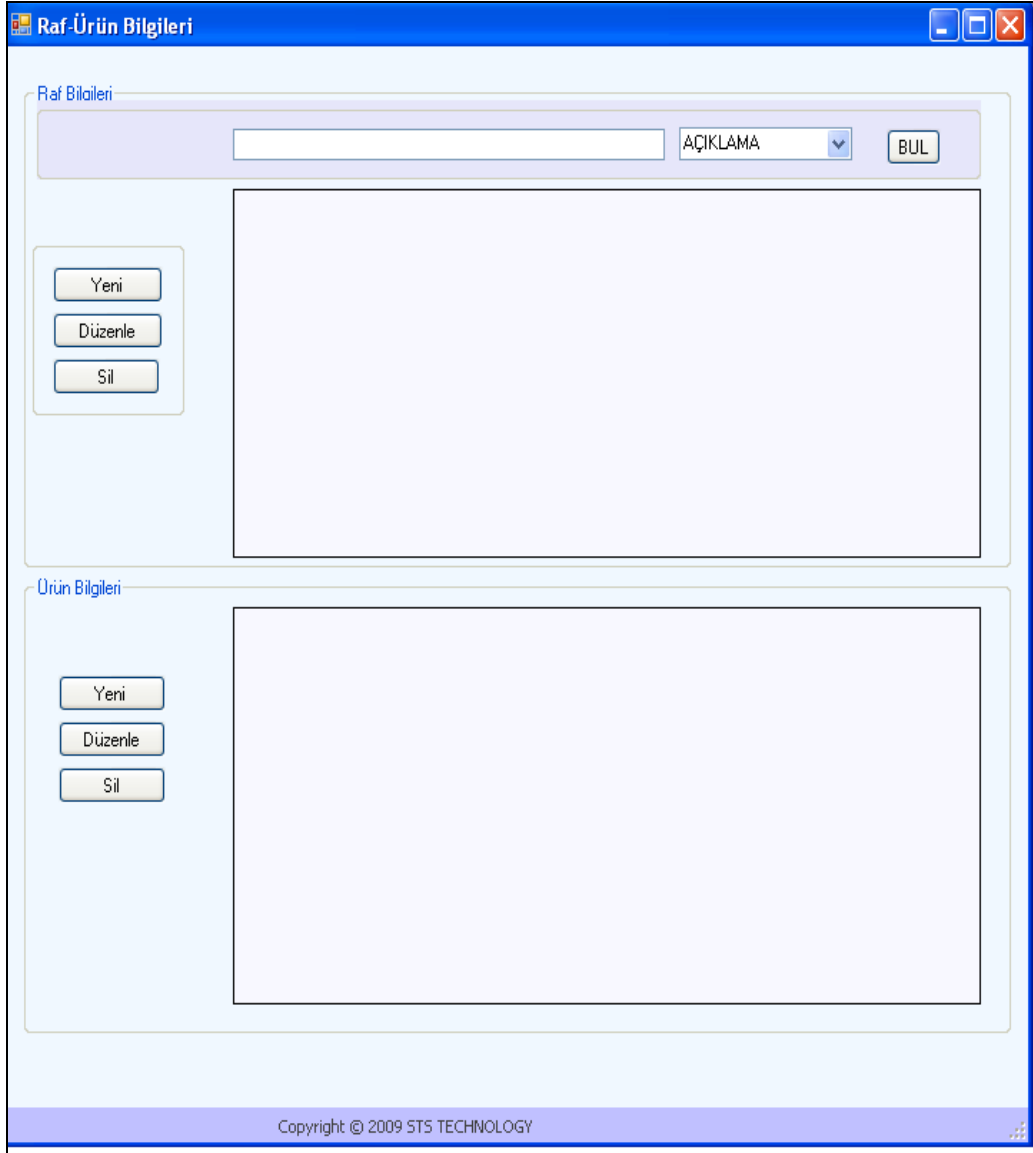 Raf-Ürün Bilgileri
Raf Bilgileri
AÇIKLAMA
BUL
Yeni
Düzenle
Sil
Ürün Bilgileri
Yeni
Düzenle
Sil
Copyright © 2009 STS TECHNOLOGY